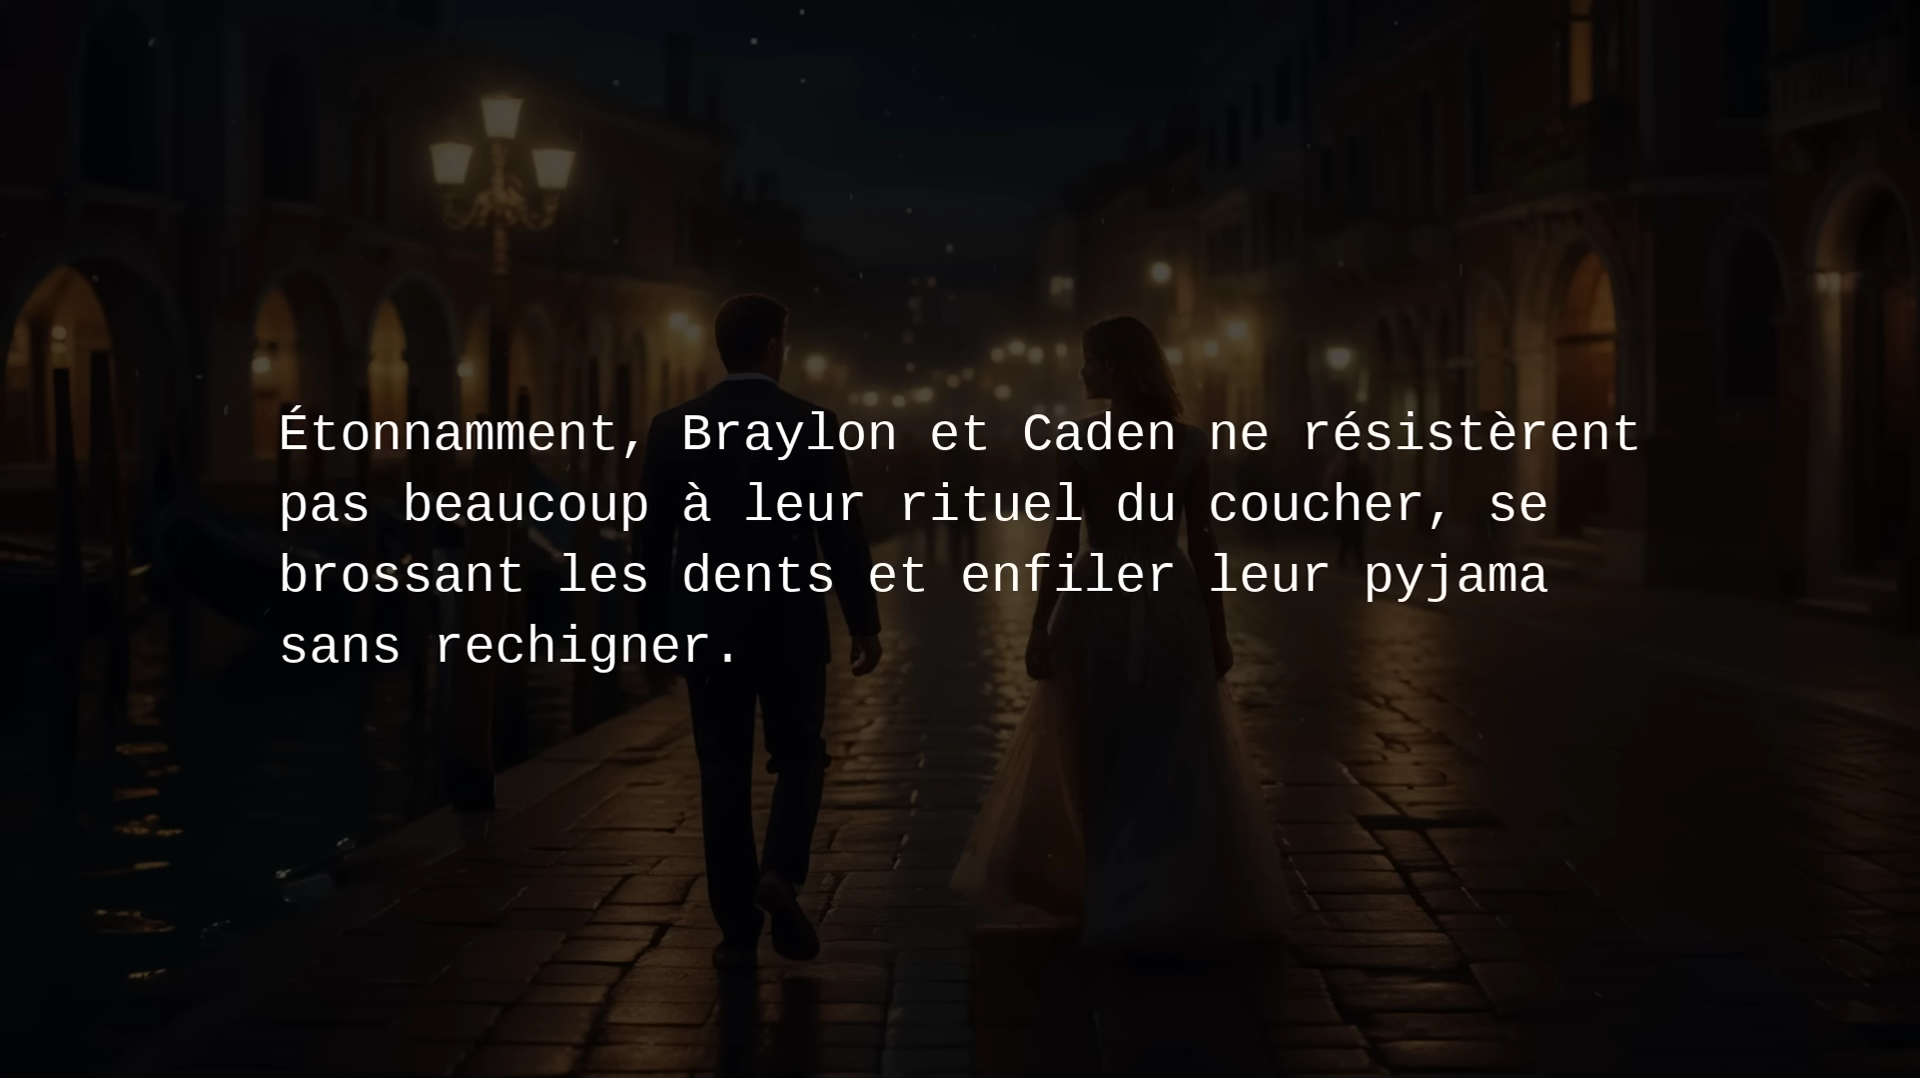 Étonnamment, Braylon et Caden ne résistèrent
pas beaucoup à leur rituel du coucher, se
brossant les dents et enfiler leur pyjama
sans rechigner.